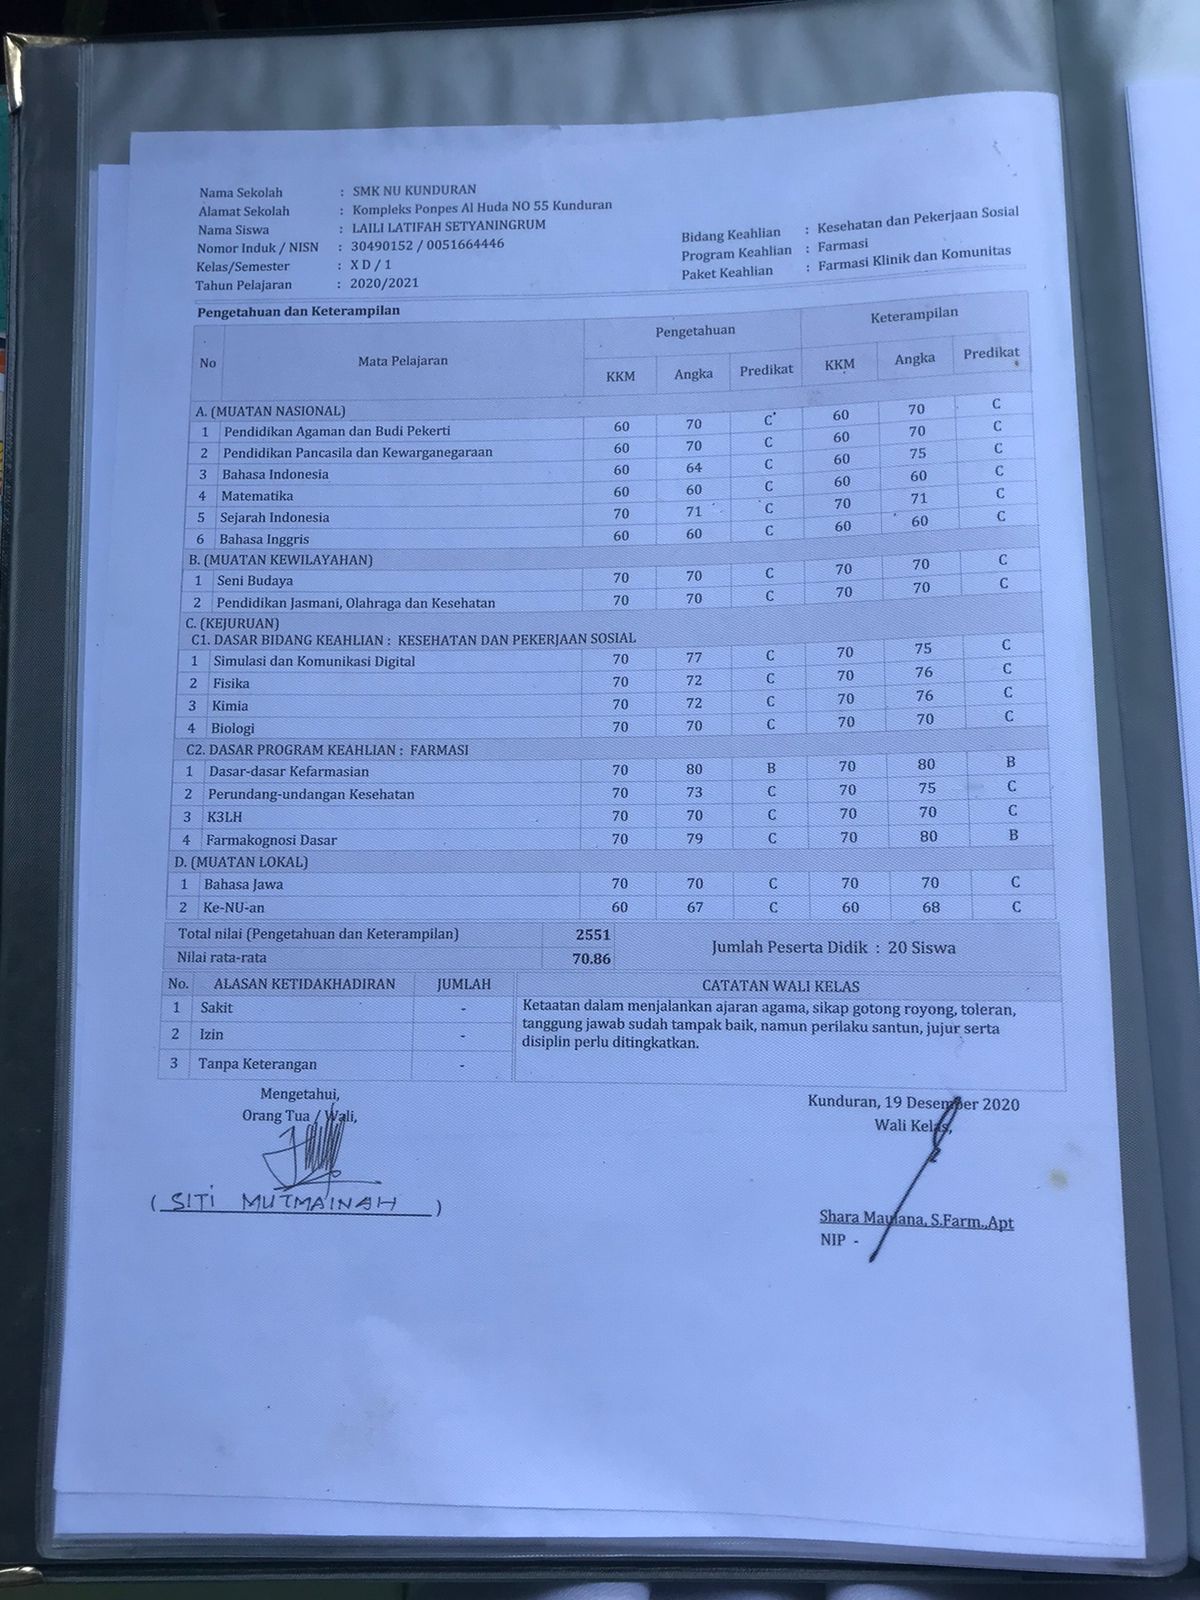 Nama Sekolah : SMK NU KUNDURAN
Alamat Sekolah : Kompleks Ponpes Al Huda NO 55 Kunduran
Nama Siswa : LAILI LATIFAH SETYANINGRUM
Nomor Induk / NISN : 30490152 / 0051664446
Kelas/Semester : X D / 1
Tahun Pelajaran : 2020/2021
Bidang Keahlian : Kesehatan dan Pekerjaan Sosial
Program Keahlian : Farmasi
Paket Keahlian : Farmasi Klinik dan Komunitas
Pengetahuan dan Keterampilan
No Mata Pelajaran Pengetahuan Keterampilan
KKM Angka Predikat KKM Angka Predikat
A. (MUATAN NASIONAL)
1 Pendidikan Agaman dan Budi Pekerti 60 70 C 60 70 C
2 Pendidikan Pancasila dan Kewarganegaraan 60 70 C 60 70 C
3 Bahasa Indonesia 60 64 C 60 75 C
4 Matematika 60 60 C 60 60 C
5 Sejarah Indonesia 70 71 C 70 71 C
6 Bahasa Inggris 60 60 C 60 60 C
B. (MUATAN KEWILAYAHAN)
1 Seni Budaya 70 70 C 70 70 C
2 Pendidikan Jasmani, Olahraga dan Kesehatan 70 70 C 70 70 C
C. (KEJURUAN)
C1. DASAR BIDANG KEAHLIAN : KESEHATAN DAN PEKERJAAN SOSIAL
1 Simulasi dan Komunikasi Digital 70 77 C 70 75 C
2 Fisika 70 72 C 70 76 C
3 Kimia 70 72 C 70 76 C
4 Biologi 70 70 C 70 70 C
C2. DASAR PROGRAM KEAHLIAN : FARMASI
1 Dasar-dasar Kefarmasian 70 80 B 70 80 B
2 Perundang-undangan Kesehatan 70 73 C 70 75 C
3 K3LH 70 70 C 70 70 C
4 Farmakognosi Dasar 70 79 C 70 80 B
D. (MUATAN LOKAL)
1 Bahasa Jawa 70 70 C 70 70 C
2 Ke-NU-an 60 67 C 60 68 C
Total nilai (Pengetahuan dan Keterampilan) 2551
Nilai rata-rata 70.86
Jumlah Peserta Didik : 20 Siswa
No. ALASAN KETIDAKHADIRAN JUMLAH
1 Sakit -
2 Izin -
3 Tanpa Keterangan -
CATATAN WALI KELAS
Ketaatan dalam menjalankan ajaran agama, sikap gotong royong, toleran,
tanggung jawab sudah tampak baik, namun perilaku santun, jujur serta
disiplin perlu ditingkatkan.
Mengetahui,
Orang Tua / Wali,
( SITI MUTMAINAH )
Kunduran, 19 Desember 2020
Wali Kelas,
Shara Maulana, S.Farm.,Apt
NIP -